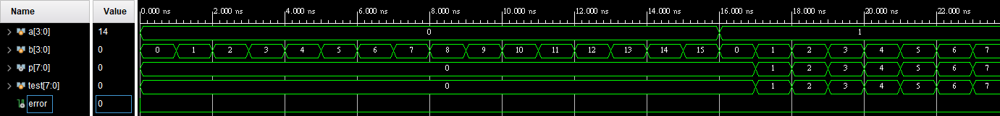 Name Value 0.000 ns 2.000 ns 4.000 ns 6.000 ns 8.000 ns 10.000 ns 12.000 ns 14.000 ns 16.000 ns 18.000 ns 20.000 ns 22.000 ns
a[3:0] 14 0 1
b[3:0] 0 0 1 2 3 4 5 6 7 8 9 10 11 12 13 14 15 0 1 2 3 4 5 6 7
p[7:0] 0 0 1 2 3 4 5 6 7
test[7:0] 0 0 1 2 3 4 5 6 7
error 0